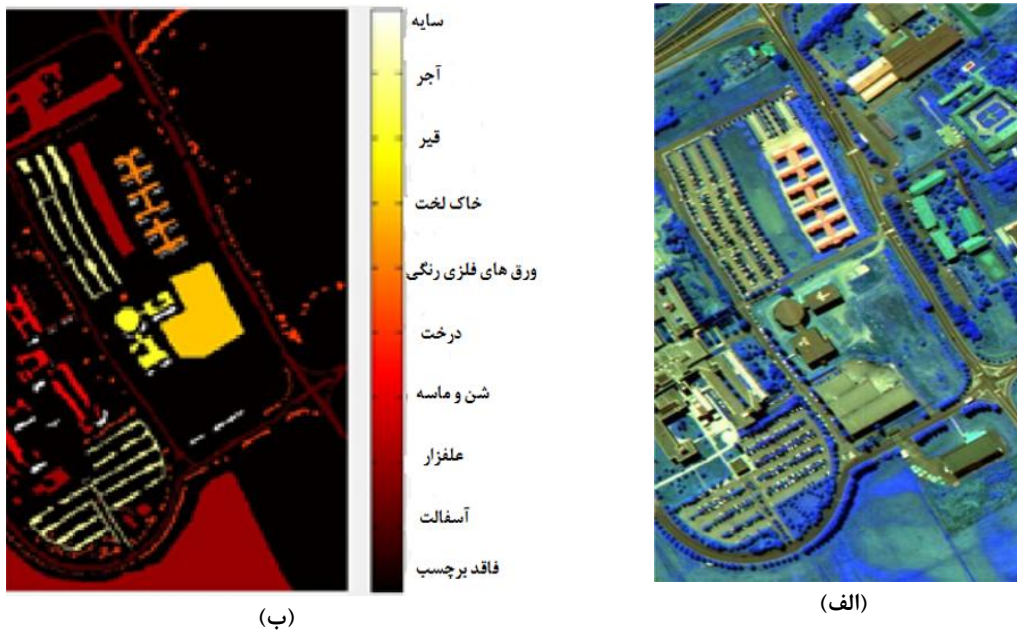 سایه
آجر
قیر
خاک لخت
ورق های فلزی رنگی
درخت
شن و ماسه
علفزار
آسفالت
فاقد برچسب
(الف)
(ب)